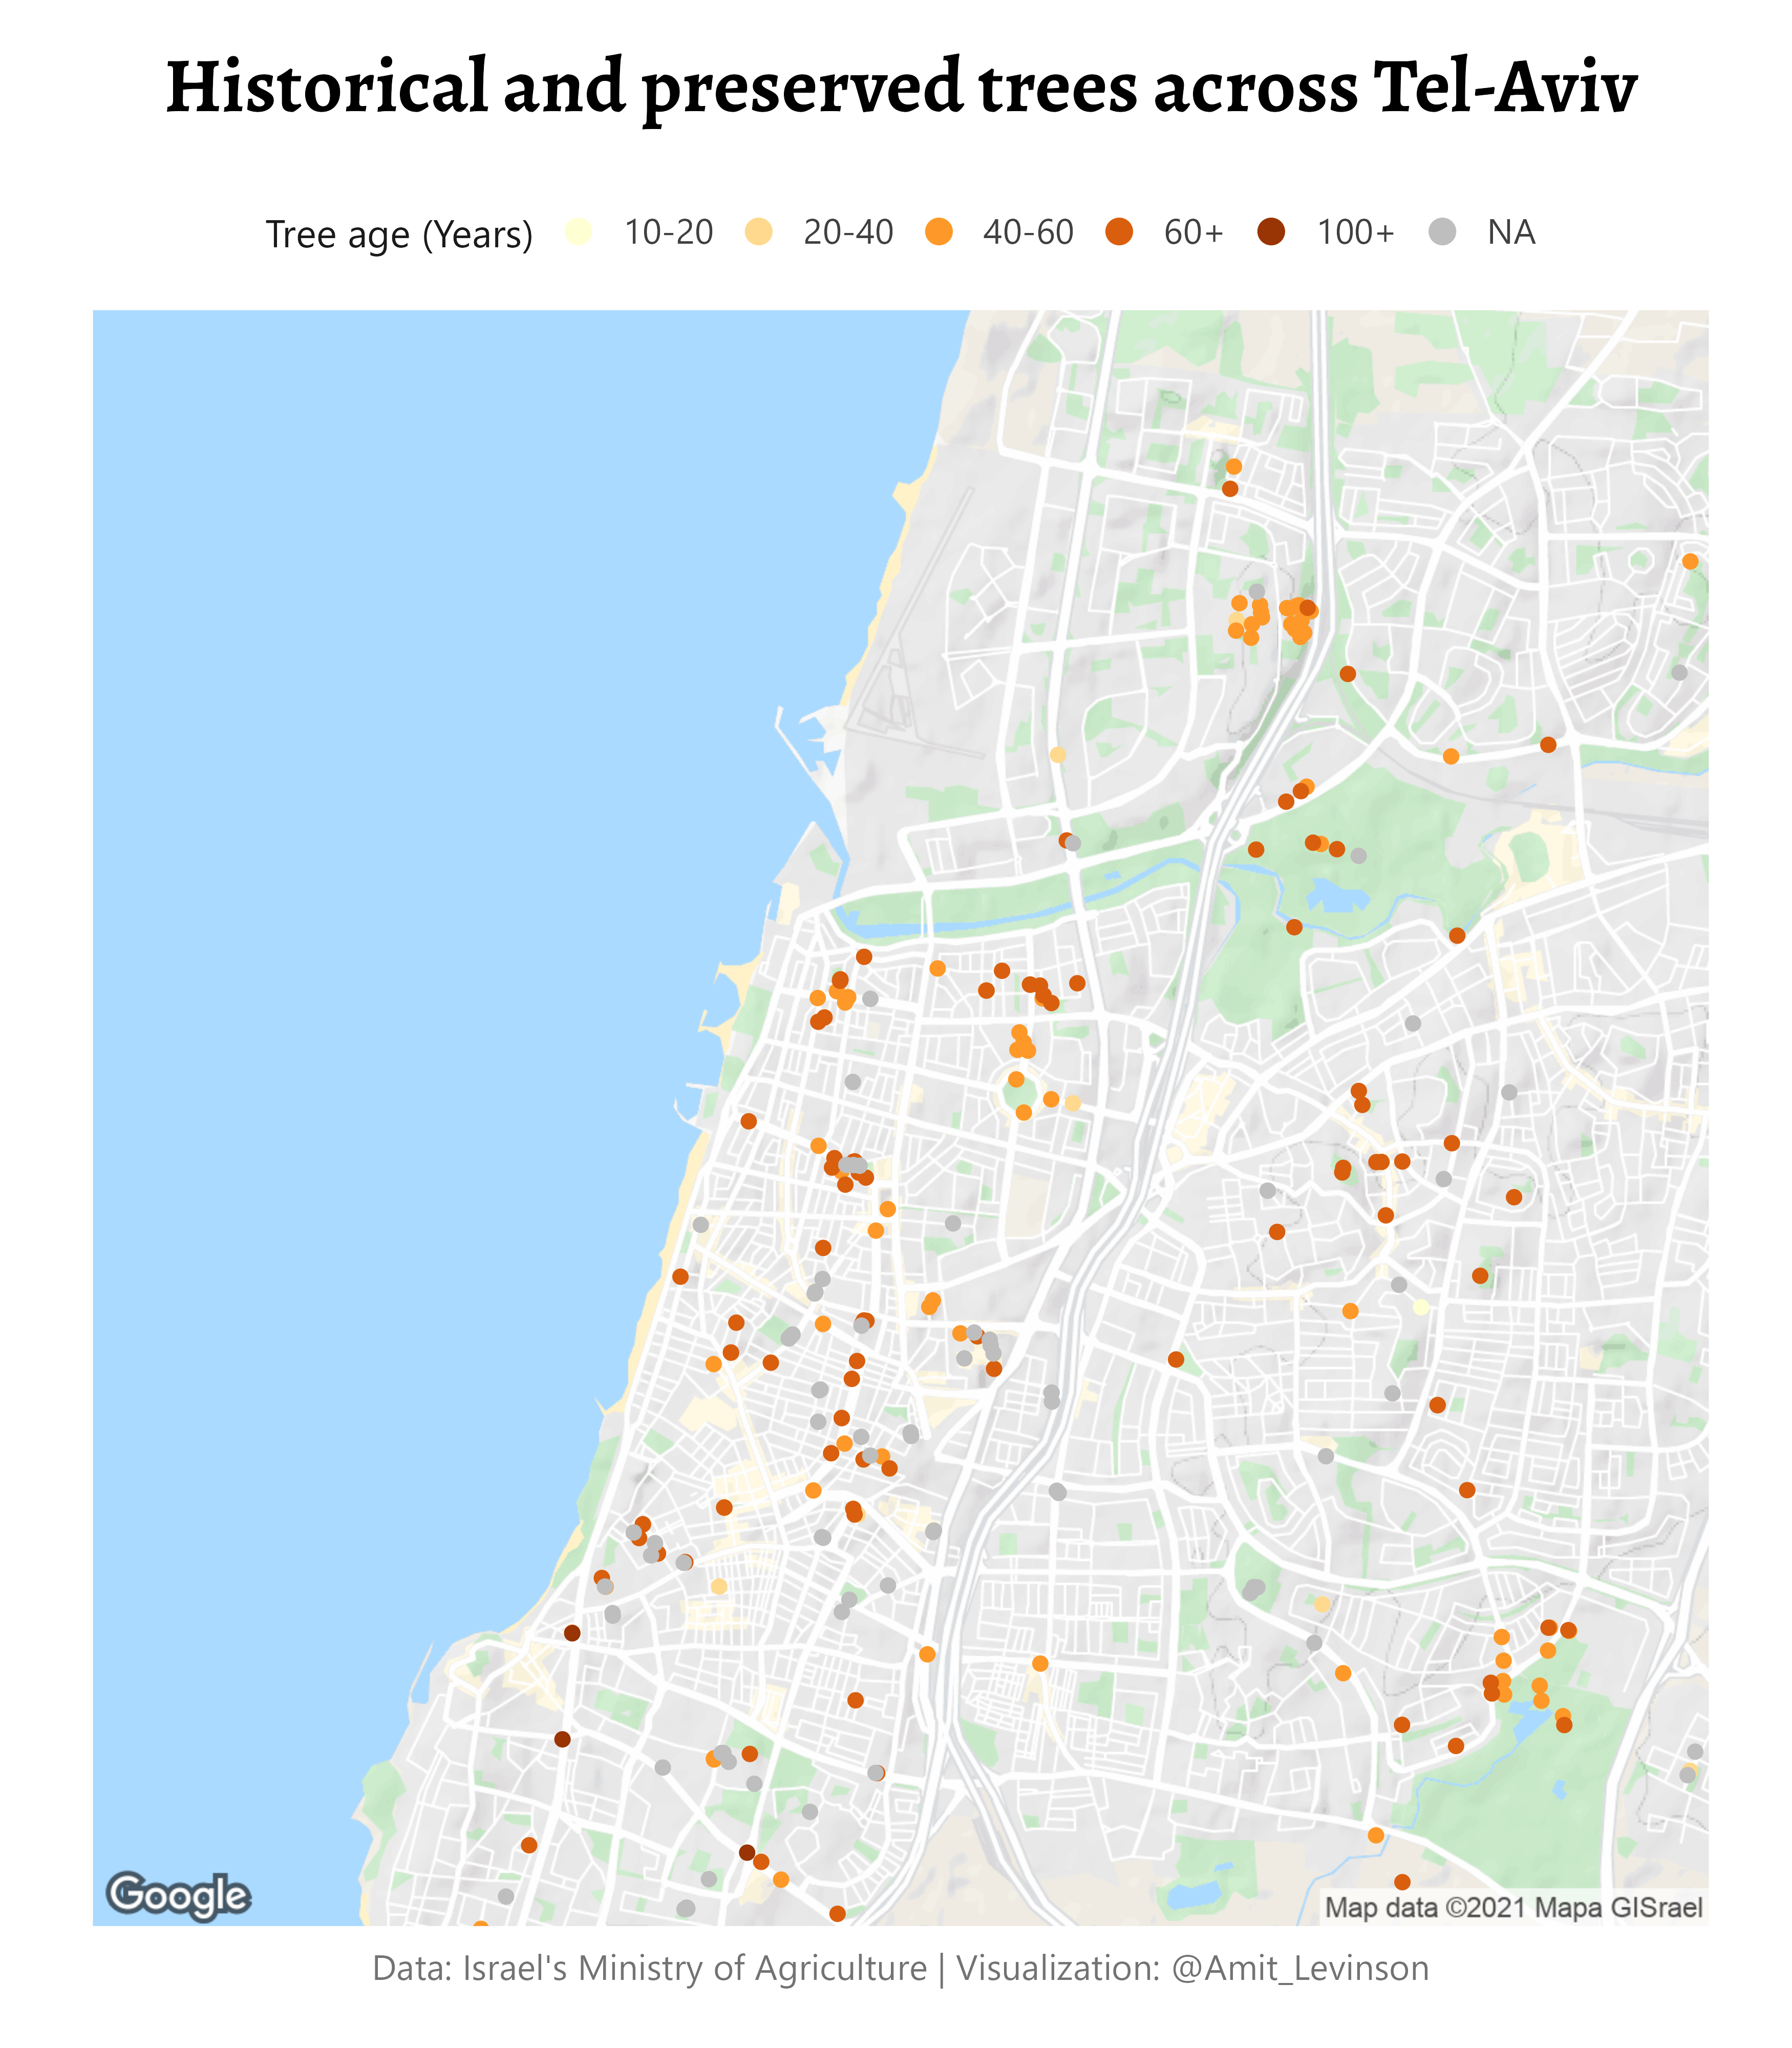 Historical and preserved trees across Tel-Aviv
Tree age (Years) 10-20 20-40 40-60 60+ 100+ NA
Google
Map data ©2021 Mapa GISrael
Data: Israel's Ministry of Agriculture | Visualization: @Amit_Levinson